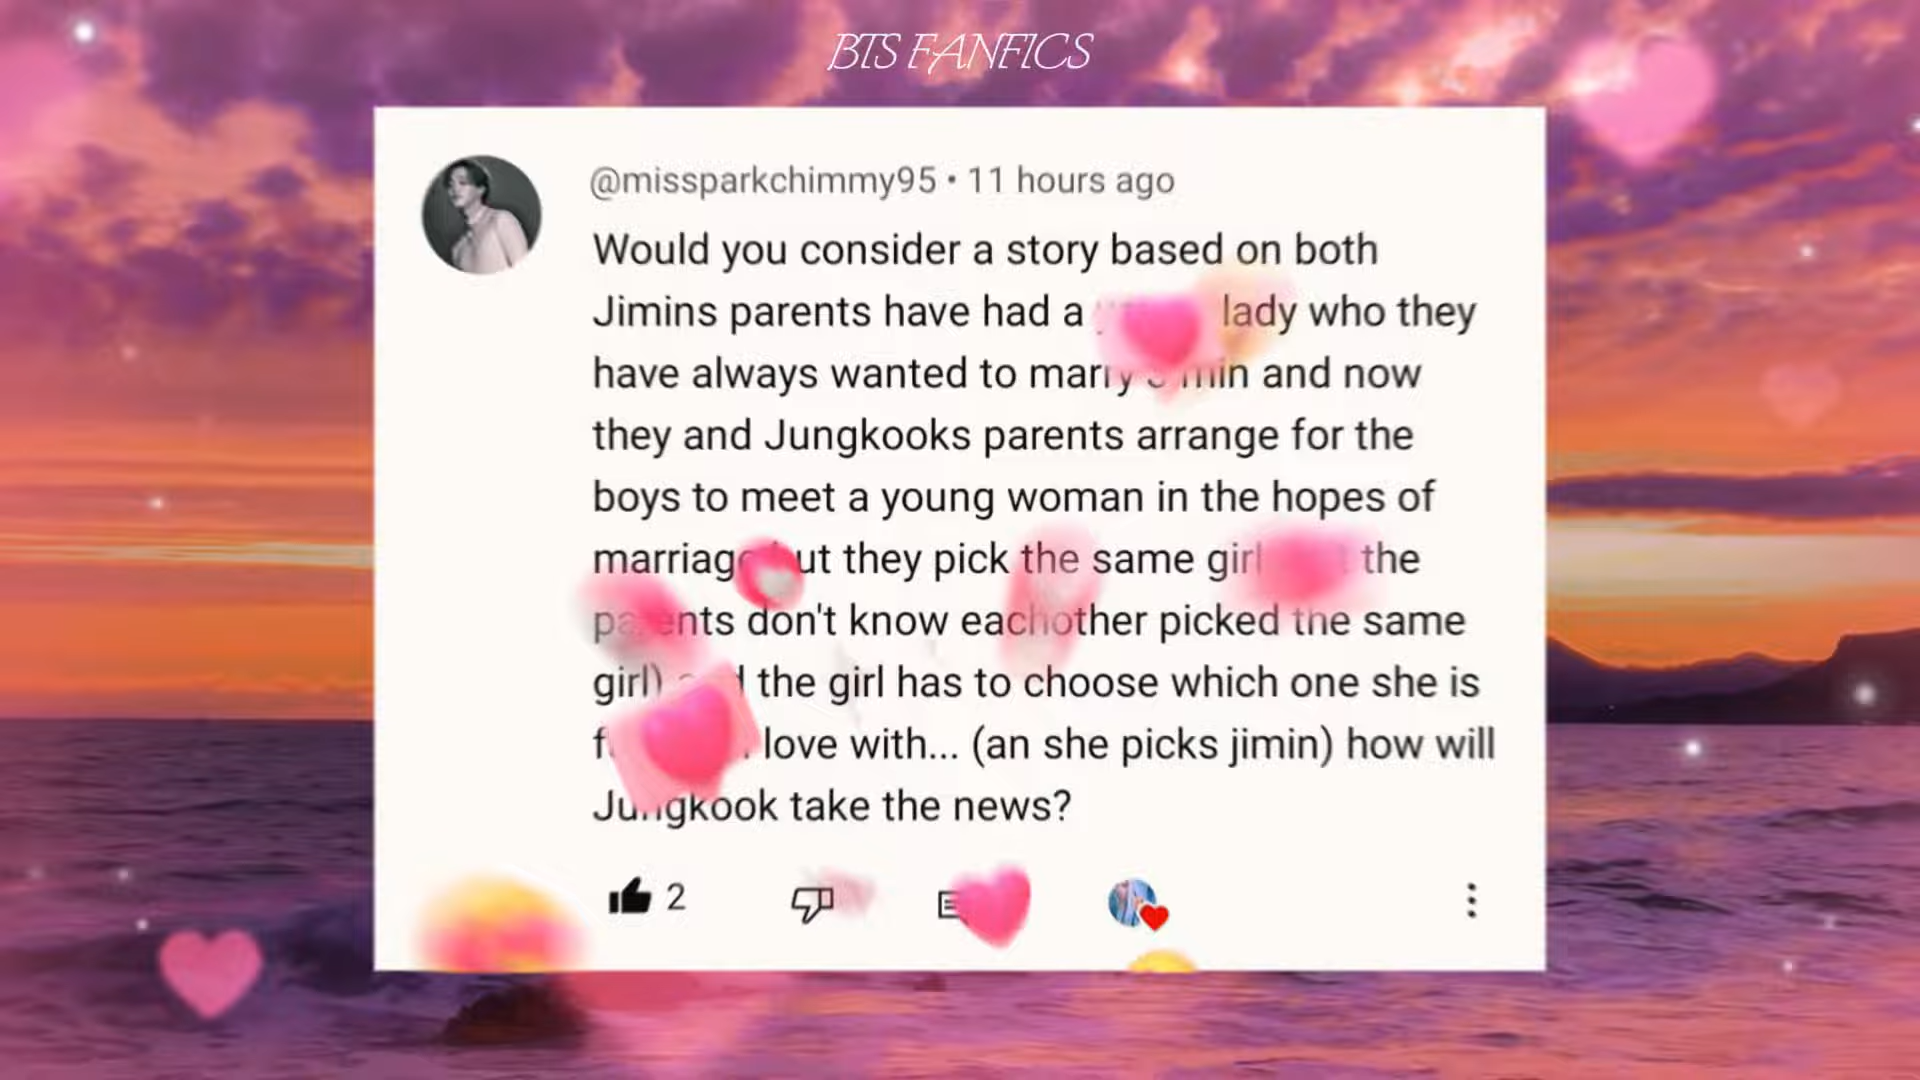 BTS FANFICS
@missparkchimmy95 • 11 hours ago
Would you consider a story based on both
Jimins parents have had a lady who they
have always wanted to marry and now
they and Jungkooks parents arrange for the
boys to meet a young woman in the hopes of
they pick the same girl the
don't know eachother picked the same
girl) the girl has to choose which one she is
love with... (an she picks jimin) how will
Jungkook take the news?
2